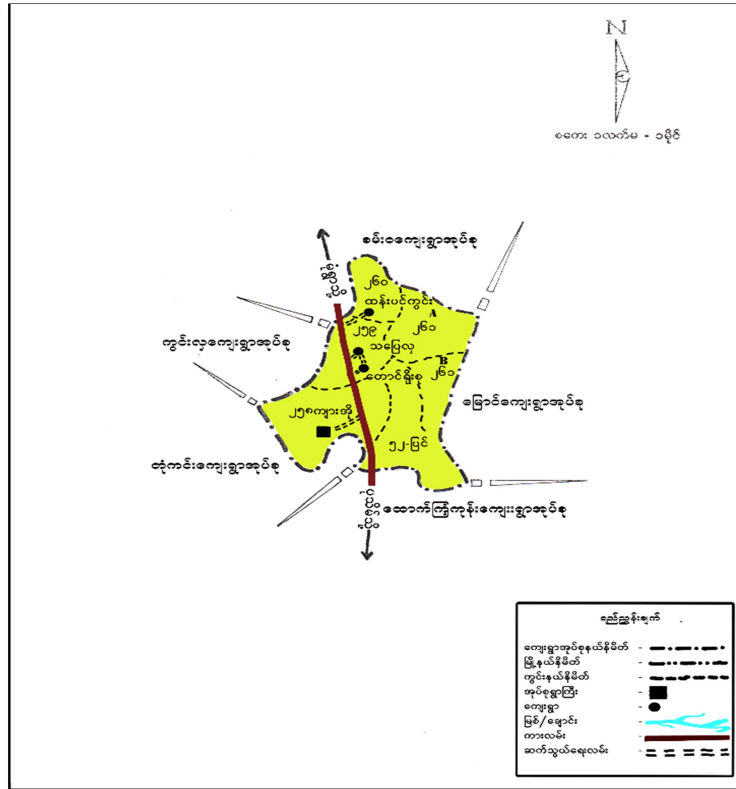 N
စကေး ၁လက်မ - ၁မိုင်
စမ်းဝကျေးရွာအုပ်စု
၂၆၀
ထန်းပင်ကွင်း
A
၂၅၉
၂၆၁
သပြေလှ
ကွင်းလှကျေးရွာအုပ်စု
B
တောင်ရှိုးစု
၂၆၁
မြောင်ကျေးရွာအုပ်စု
၂၅၈ကျားအို
၅၂-ပြင်
တုံကင်းကျေးရွာအုပ်စု
ထောက်ကြံ့ကုန်းကျေးရွာအုပ်စု
စည်ညွှန်းချက်
ကျေးရွာအုပ်စုနယ်နိမိတ်
မြို့နယ်နိမိတ်
ကွင်းနယ်နိမိတ်
အုပ်စုရွာကြီး
ကျေးရွာ
မြစ်/ချောင်း
ကားလမ်း
ဆက်သွယ်ရေးလမ်း